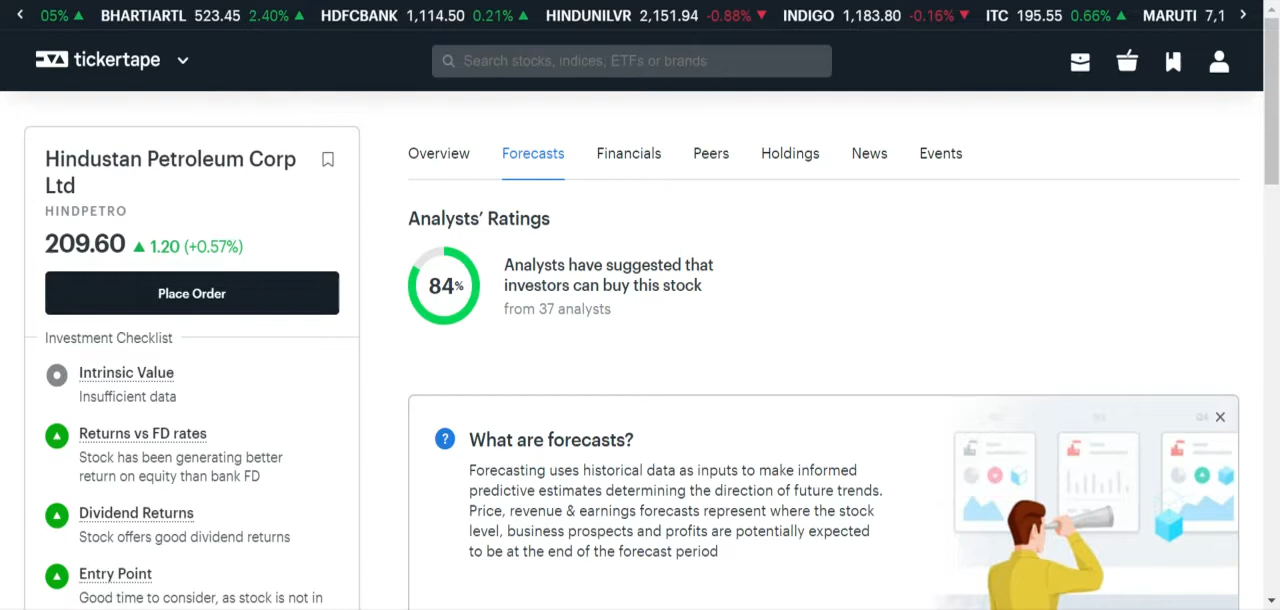 05% ▲ BHARTIARTL 523.45 2.40% ▲ HDFCBANK 1,114.50 0.21% ▲ HINDUNILVR 2,151.94 -0.88% ▼ INDIGO 1,183.80 -0.16% ▼ ITC 195.55 0.66% ▲ MARUTI 7,1
tickertape
Search stocks, indices, ETFs or brands
Hindustan Petroleum Corp
Ltd
HINDPETRO
209.60 ▲ 1.20 (+0.57%)
Place Order
Investment Checklist
Intrinsic Value
Insufficient data
Returns vs FD rates
Stock has been generating better
return on equity than bank FD
Dividend Returns
Stock offers good dividend returns
Entry Point
Good time to consider, as stock is not in
Overview Forecasts Financials Peers Holdings News Events
Analysts’ Ratings
84%
Analysts have suggested that
investors can buy this stock
from 37 analysts
? What are forecasts?
Forecasting uses historical data as inputs to make informed
predictive estimates determining the direction of future trends.
Price, revenue & earnings forecasts represent where the stock
level, business prospects and profits are potentially expected
to be at the end of the forecast period